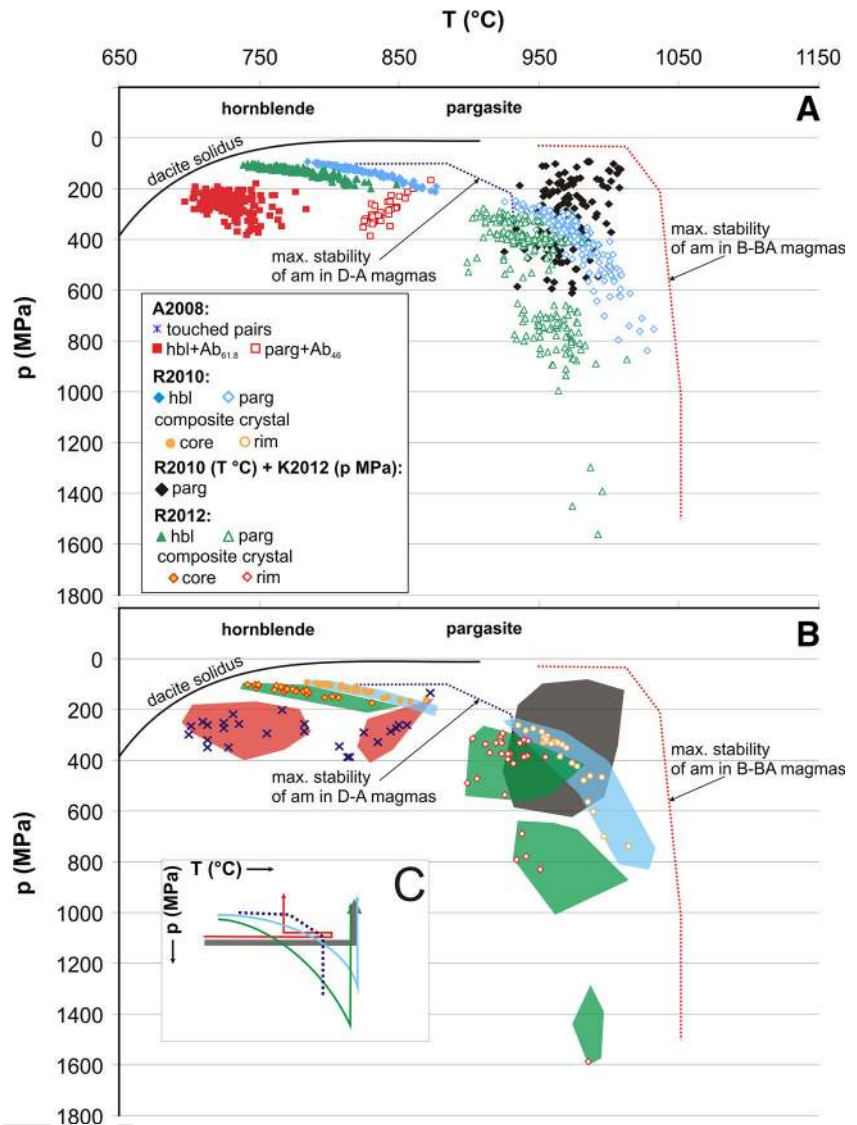 T (°C)
650 750 850 950 1050 1150
hornblende pargasite A
0
dacite solidus
200
400
max. stability
of am in D-A magmas
max. stability
of am in B-BA magmas
600
800
1000
1200
1400
1600
1800
p (MPa)
A2008:
touched pairs
hbl+Ab61.8 parg+Ab46
R2010:
hbl parg
composite crystal
core rim
R2010 (T °C) + K2012 (p MPa):
parg
R2012:
hbl parg
composite crystal
core rim
hornblende pargasite B
0
dacite solidus
200
400
max. stability
of am in D-A magmas
max. stability
of am in B-BA magmas
600
800
1000
1200
1400
1600
1800
p (MPa)
T (°C) C
p (MPa)